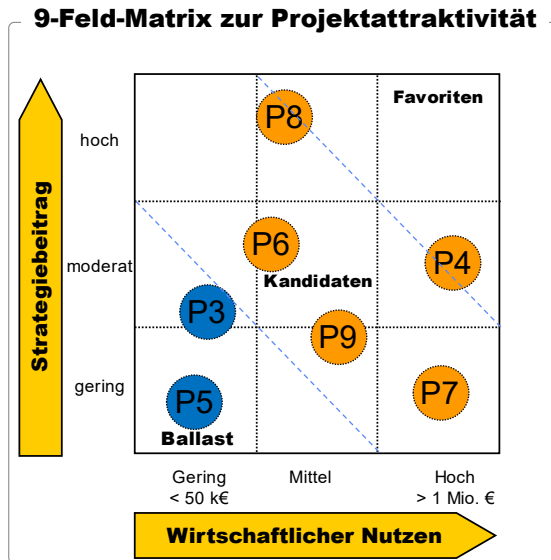 9-Feld-Matrix zur Projektattraktivität
Strategiebeitrag
hoch
moderat
gering
Favoriten
P8
P6
P4
Kandidaten
P3
P9
P7
P5
Ballast
Gering
< 50 k€
Mittel
Hoch
> 1 Mio. €
Wirtschaftlicher Nutzen